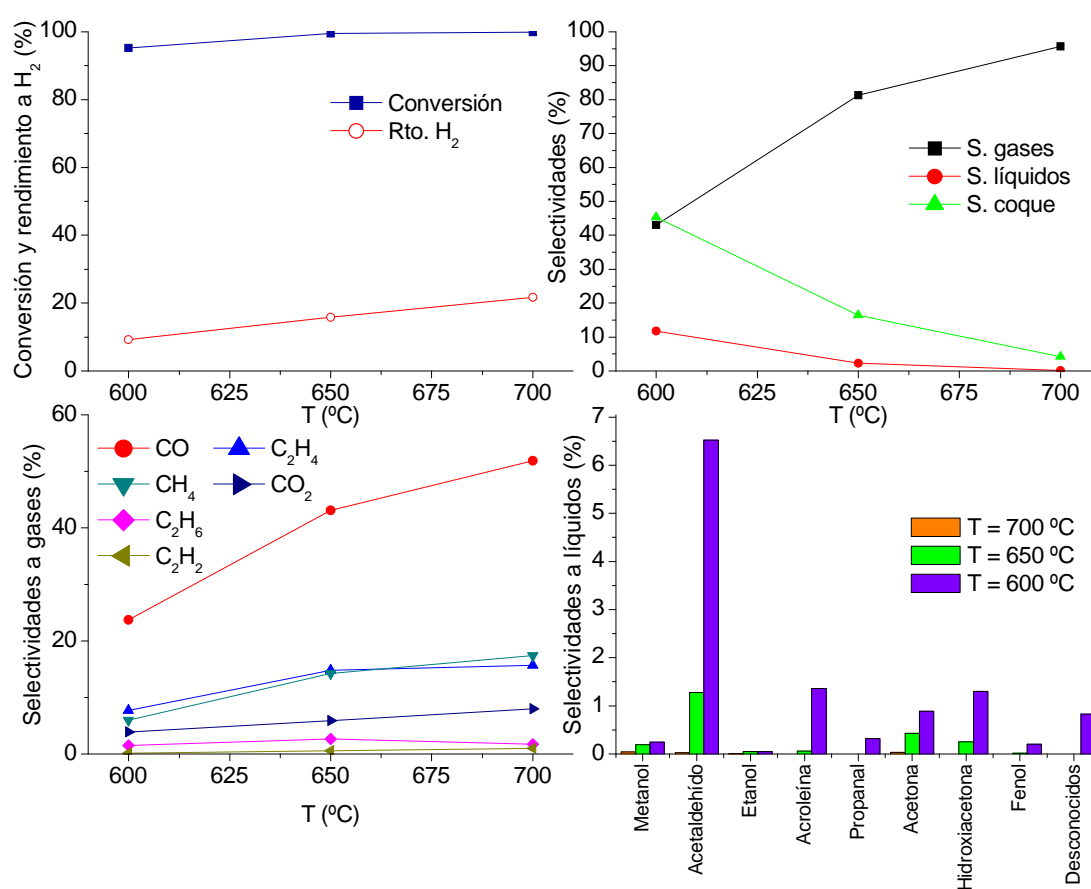 Conversión y rendimiento a H2 (%)
100
80
60
40
20
0
Conversión
Rto. H2
600 625 650 675 700
T (ºC)
Selectividades (%)
100
90
80
70
60
50
40
30
20
10
0
S. gases
S. líquidos
S. coque
600 625 650 675 700
T (ºC)
Selectividades a gases (%)
60
40
20
0
CO C2H4
CH4 CO2
C2H6
C2H2
600 625 650 675 700
T (ºC)
Selectividades a líquidos (%)
7
6
5
4
3
2
1
0
T = 700 ºC
T = 650 ºC
T = 600 ºC
Metanol
Acetaldehído
Etanol
Acroleína
Propanal
Acetona
Hidroxiacetona
Fenol
Desconocidos